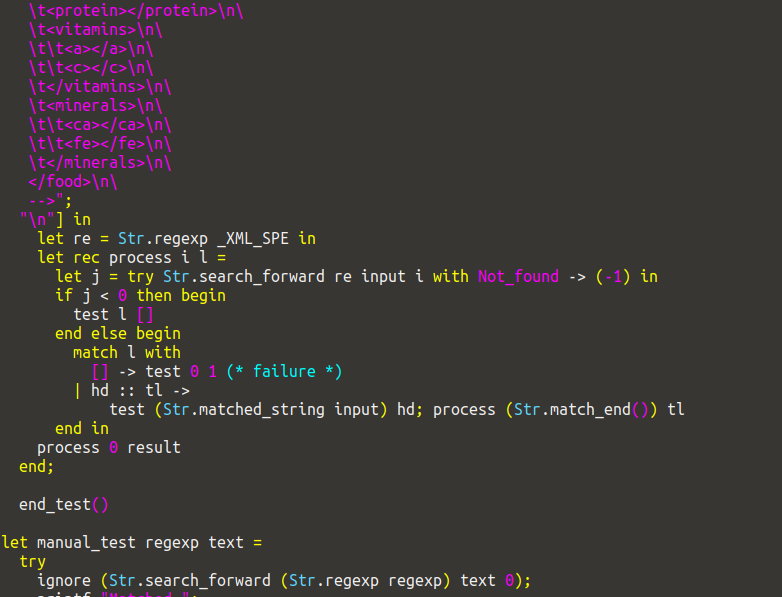 \t<protein></protein>\n\
\t<vitamins>\n\
\t\t<a></a>\n\
\t\t<c></c>\n\
\t</vitamins>\n\
\t<minerals>\n\
\t\t<ca></ca>\n\
\t\t<fe></fe>\n\
\t</minerals>\n\
</food>\n\
-->";
"\n"] in
let re = Str.regexp _XML_SPE in
let rec process i l =
let j = try Str.search_forward re input i with Not_found -> (-1) in
if j < 0 then begin
test l []
end else begin
match l with
[] -> test 0 1 (* failure *)
| hd :: tl ->
test (Str.matched_string input) hd; process (Str.match_end()) tl
end in
process 0 result
end;
end_test()
let manual_test regexp text =
try
ignore (Str.search_forward (Str.regexp regexp) text 0);
printf "Matched,";